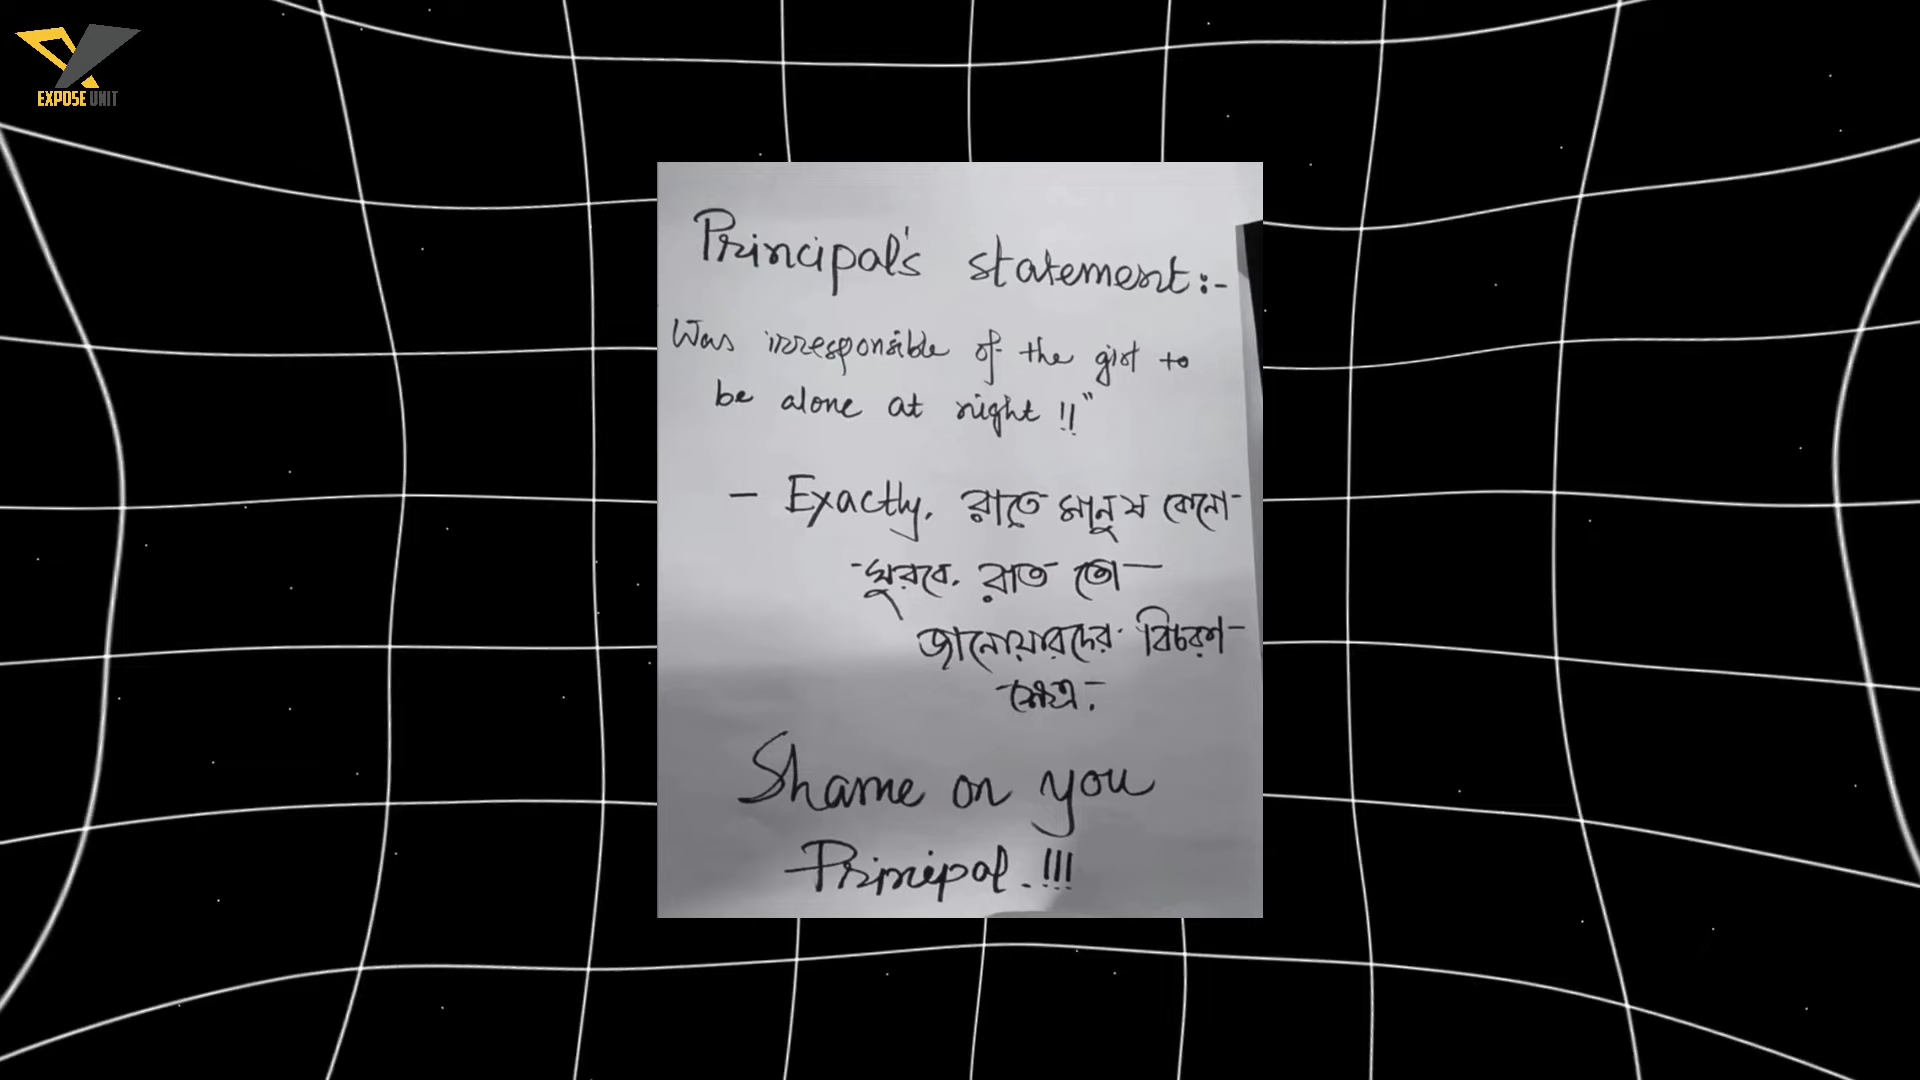 EXPOSE UNIT
Principal's statement:-
Was irresponsible of the girl to
be alone at night !!"
- Exactly. রাতে মানুষ কেনো
ঘুরবে. রাত তো
জানোয়ারদের বিচরণ
ক্ষেত্র.
Shame on you
Principal. !!!